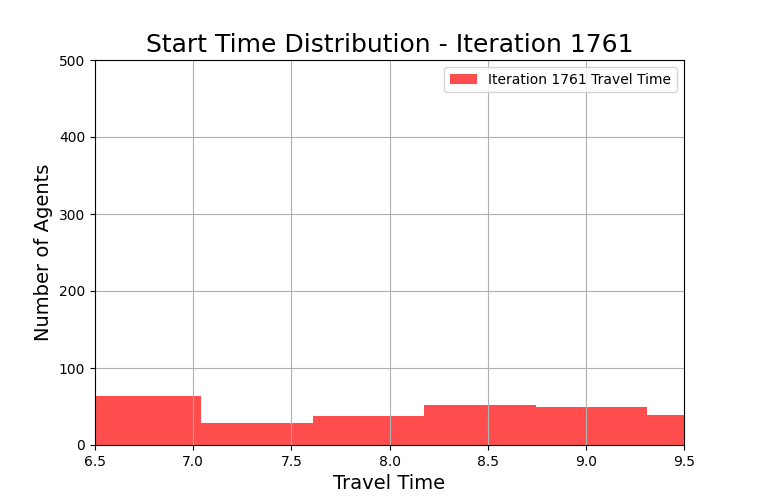 Start Time Distribution - Iteration 1761
Iteration 1761 Travel Time
Number of Agents
500
400
300
200
100
0
6.5 7.0 7.5 8.0 8.5 9.0 9.5
Travel Time